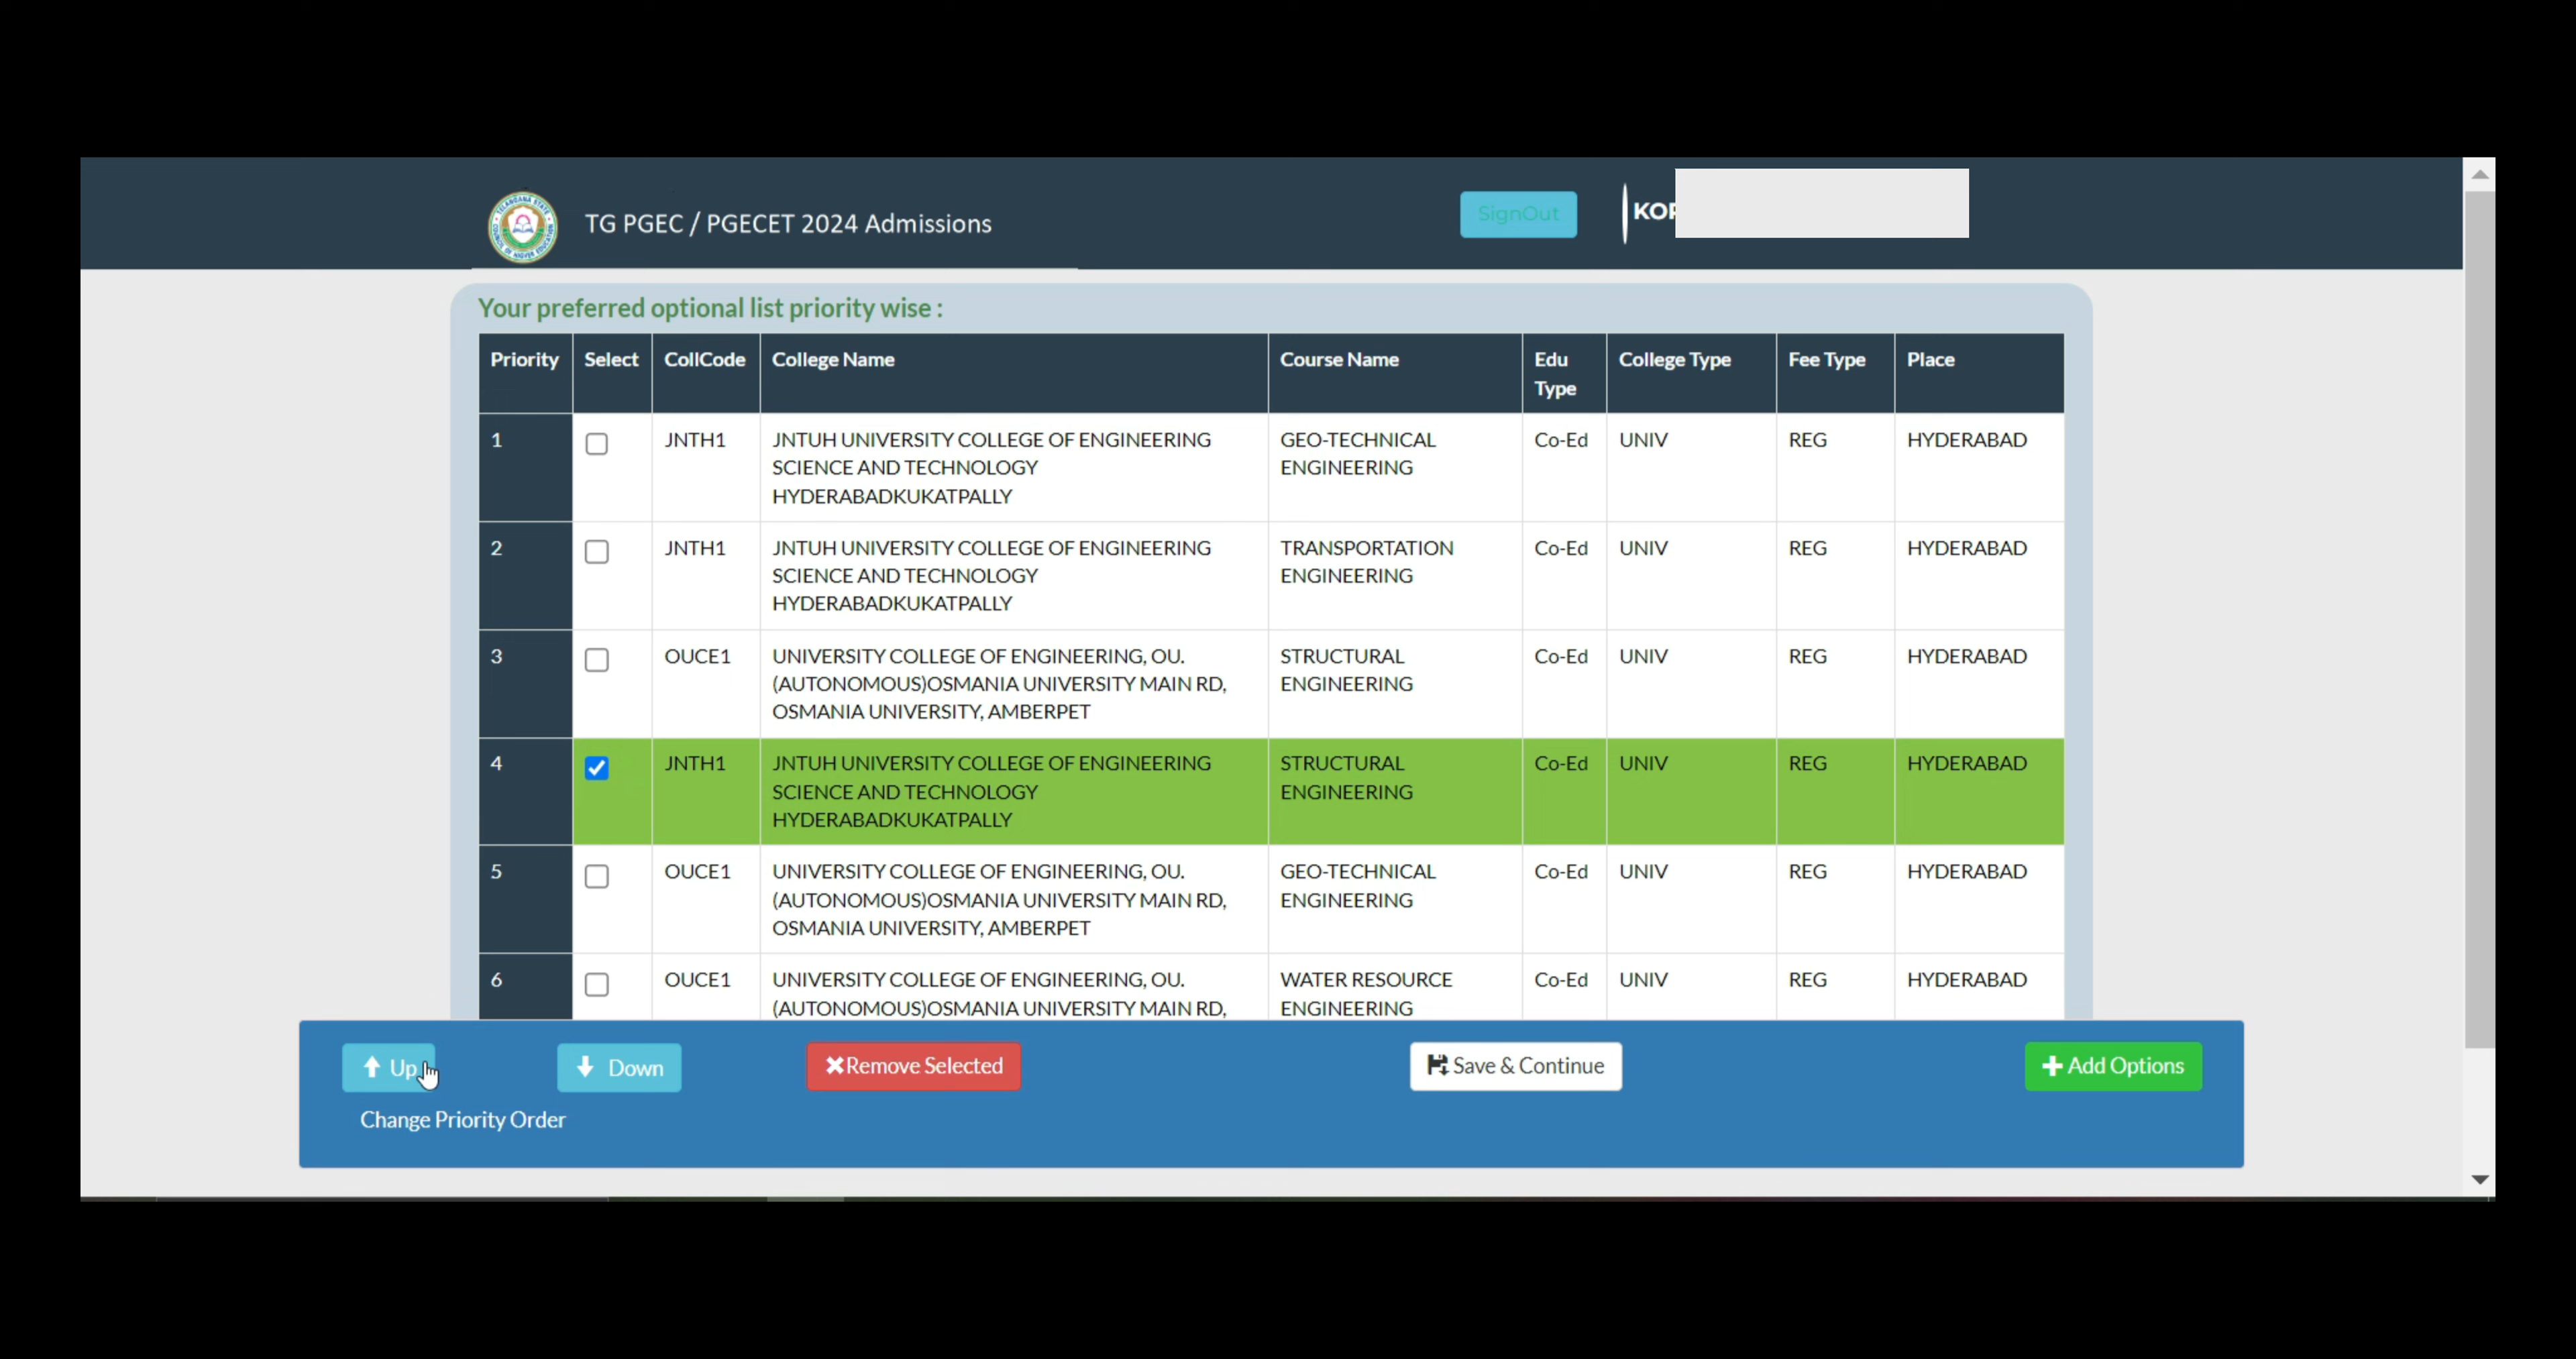 TG PGEC / PGECET 2024 Admissions
SignOut
KOP
Your preferred optional list priority wise :
Priority Select CollCode College Name Course Name Edu Type College Type Fee Type Place
1 JNTH1 JNTUH UNIVERSITY COLLEGE OF ENGINEERING GEO-TECHNICAL Co-Ed UNIV REG HYDERABAD
SCIENCE AND TECHNOLOGY ENGINEERING
HYDERABADKUKATPALLY
2 JNTH1 JNTUH UNIVERSITY COLLEGE OF ENGINEERING TRANSPORTATION Co-Ed UNIV REG HYDERABAD
SCIENCE AND TECHNOLOGY ENGINEERING
HYDERABADKUKATPALLY
3 OUCE1 UNIVERSITY COLLEGE OF ENGINEERING, OU. STRUCTURAL Co-Ed UNIV REG HYDERABAD
(AUTONOMOUS)OSMANIA UNIVERSITY MAIN RD, ENGINEERING
OSMANIA UNIVERSITY, AMBERPET
4 JNTH1 JNTUH UNIVERSITY COLLEGE OF ENGINEERING STRUCTURAL Co-Ed UNIV REG HYDERABAD
SCIENCE AND TECHNOLOGY ENGINEERING
HYDERABADKUKATPALLY
5 OUCE1 UNIVERSITY COLLEGE OF ENGINEERING, OU. GEO-TECHNICAL Co-Ed UNIV REG HYDERABAD
(AUTONOMOUS)OSMANIA UNIVERSITY MAIN RD, ENGINEERING
OSMANIA UNIVERSITY, AMBERPET
6 OUCE1 UNIVERSITY COLLEGE OF ENGINEERING, OU. WATER RESOURCE Co-Ed UNIV REG HYDERABAD
(AUTONOMOUS)OSMANIA UNIVERSITY MAIN RD, ENGINEERING
Up Down Remove Selected Save & Continue Add Options
Change Priority Order